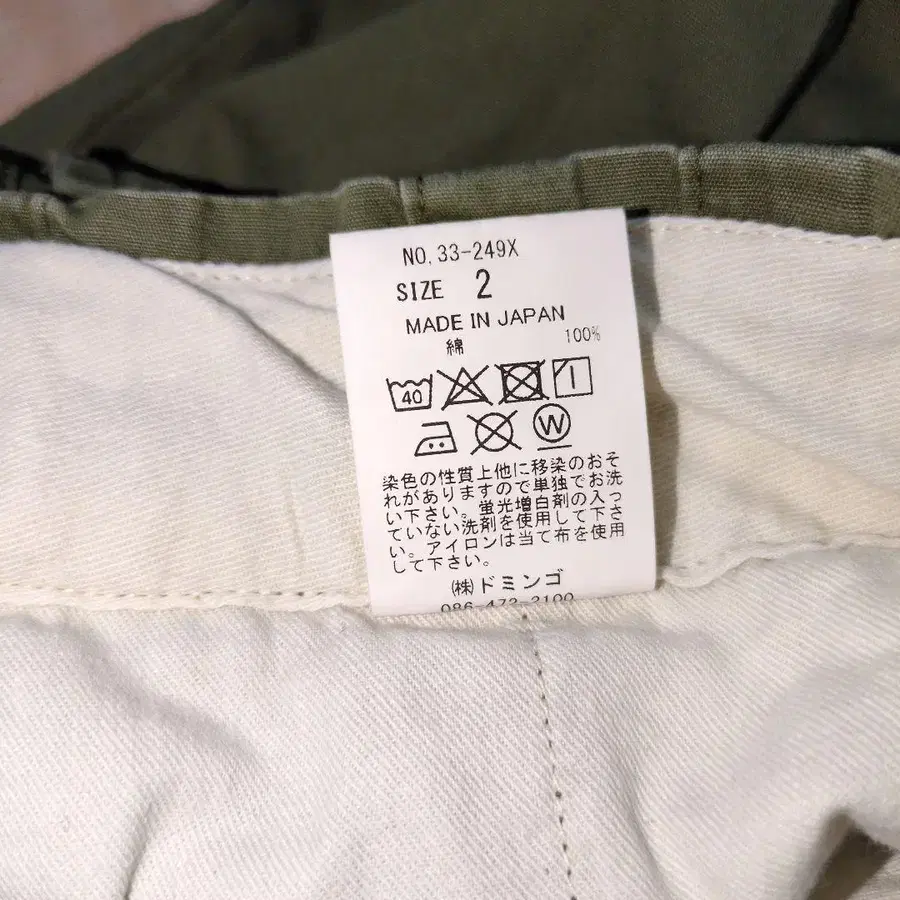 NO. 33-249X
SIZE 2
MADE IN JAPAN
綿 100%
40
W
染色の性質上他に移染のおそ
れがありますので単独でお洗
い下さい。蛍光増白剤の入っ
ていない洗剤を使用して下さ
い。アイロンは当て布を使用
して下さい。
㈱ドミンゴ
086-472-2100